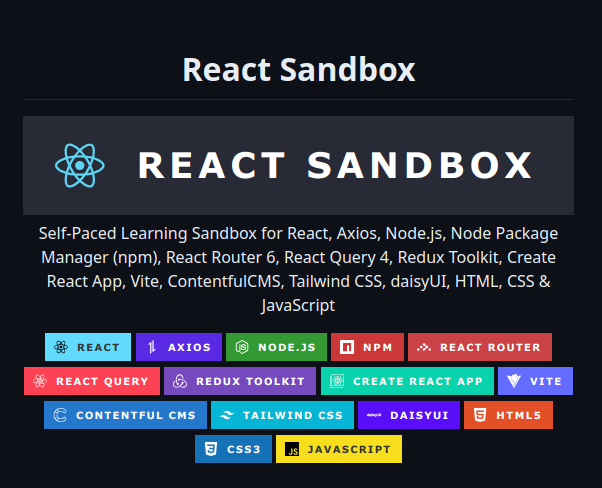 React Sandbox
REACT SANDBOX
Self-Paced Learning Sandbox for React, Axios, Node.js, Node Package
Manager (npm), React Router 6, React Query 4, Redux Toolkit, Create
React App, Vite, ContentfulCMS, Tailwind CSS, daisyUI, HTML, CSS &
JavaScript
REACT AXIOS NODE.JS NPM REACT ROUTER
REACT QUERY REDUX TOOLKIT CREATE REACT APP VITE
CONTENTFUL CMS TAILWIND CSS daisyUI DAISYUI HTML5
CSS3 JS JAVASCRIPT